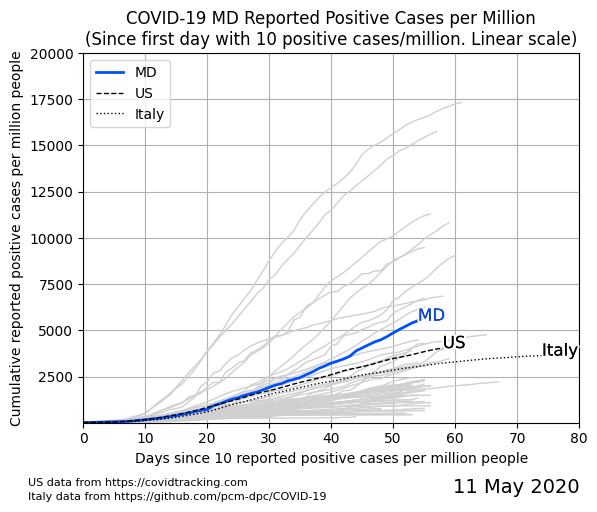 COVID-19 MD Reported Positive Cases per Million
(Since first day with 10 positive cases/million. Linear scale)
Cumulative reported positive cases per million people
20000
17500
15000
12500
10000
7500
5000
2500
MD
US
Italy
MD
US
Italy
0 10 20 30 40 50 60 70 80
Days since 10 reported positive cases per million people
US data from https://covidtracking.com
Italy data from https://github.com/pcm-dpc/COVID-19
11 May 2020